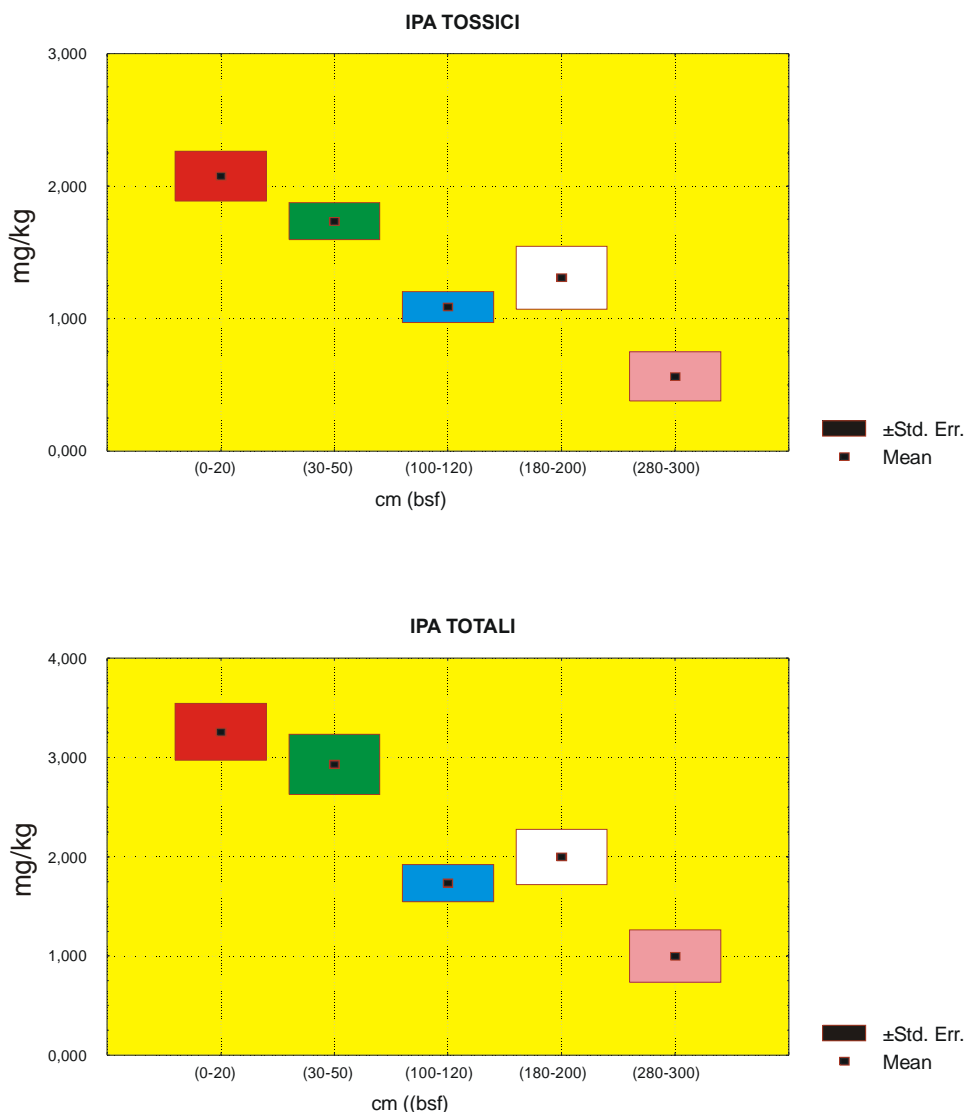 IPA TOSSICI
3,000
2,000
1,000
0,000
mg/kg
(0-20) (30-50) (100-120) (180-200) (280-300)
cm (bsf)
±Std. Err.
Mean
IPA TOTALI
4,000
3,000
2,000
1,000
0,000
mg/kg
(0-20) (30-50) (100-120) (180-200) (280-300)
cm ((bsf)
±Std. Err.
Mean